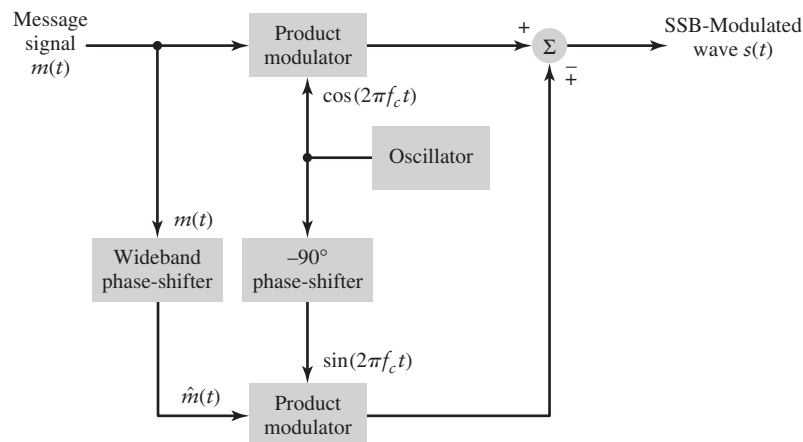 Message
signal
m(t)
Product
modulator
+
Σ
−
+
SSB-Modulated
wave s(t)
cos(2πf_c t)
Oscillator
m(t)
Wideband
phase-shifter
–90°
phase-shifter
sin(2πf_c t)
m̂(t)
Product
modulator